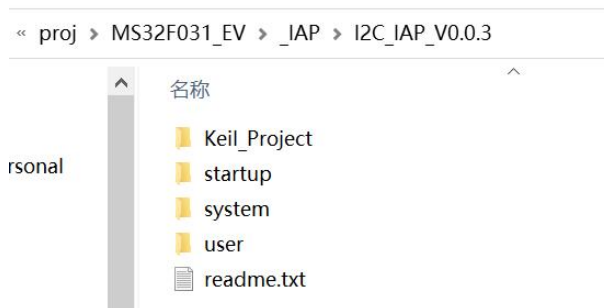 « proj > MS32F031_EV > _IAP > I2C_IAP_V0.0.3
名称
Keil_Project
rsonal
startup
system
user
readme.txt